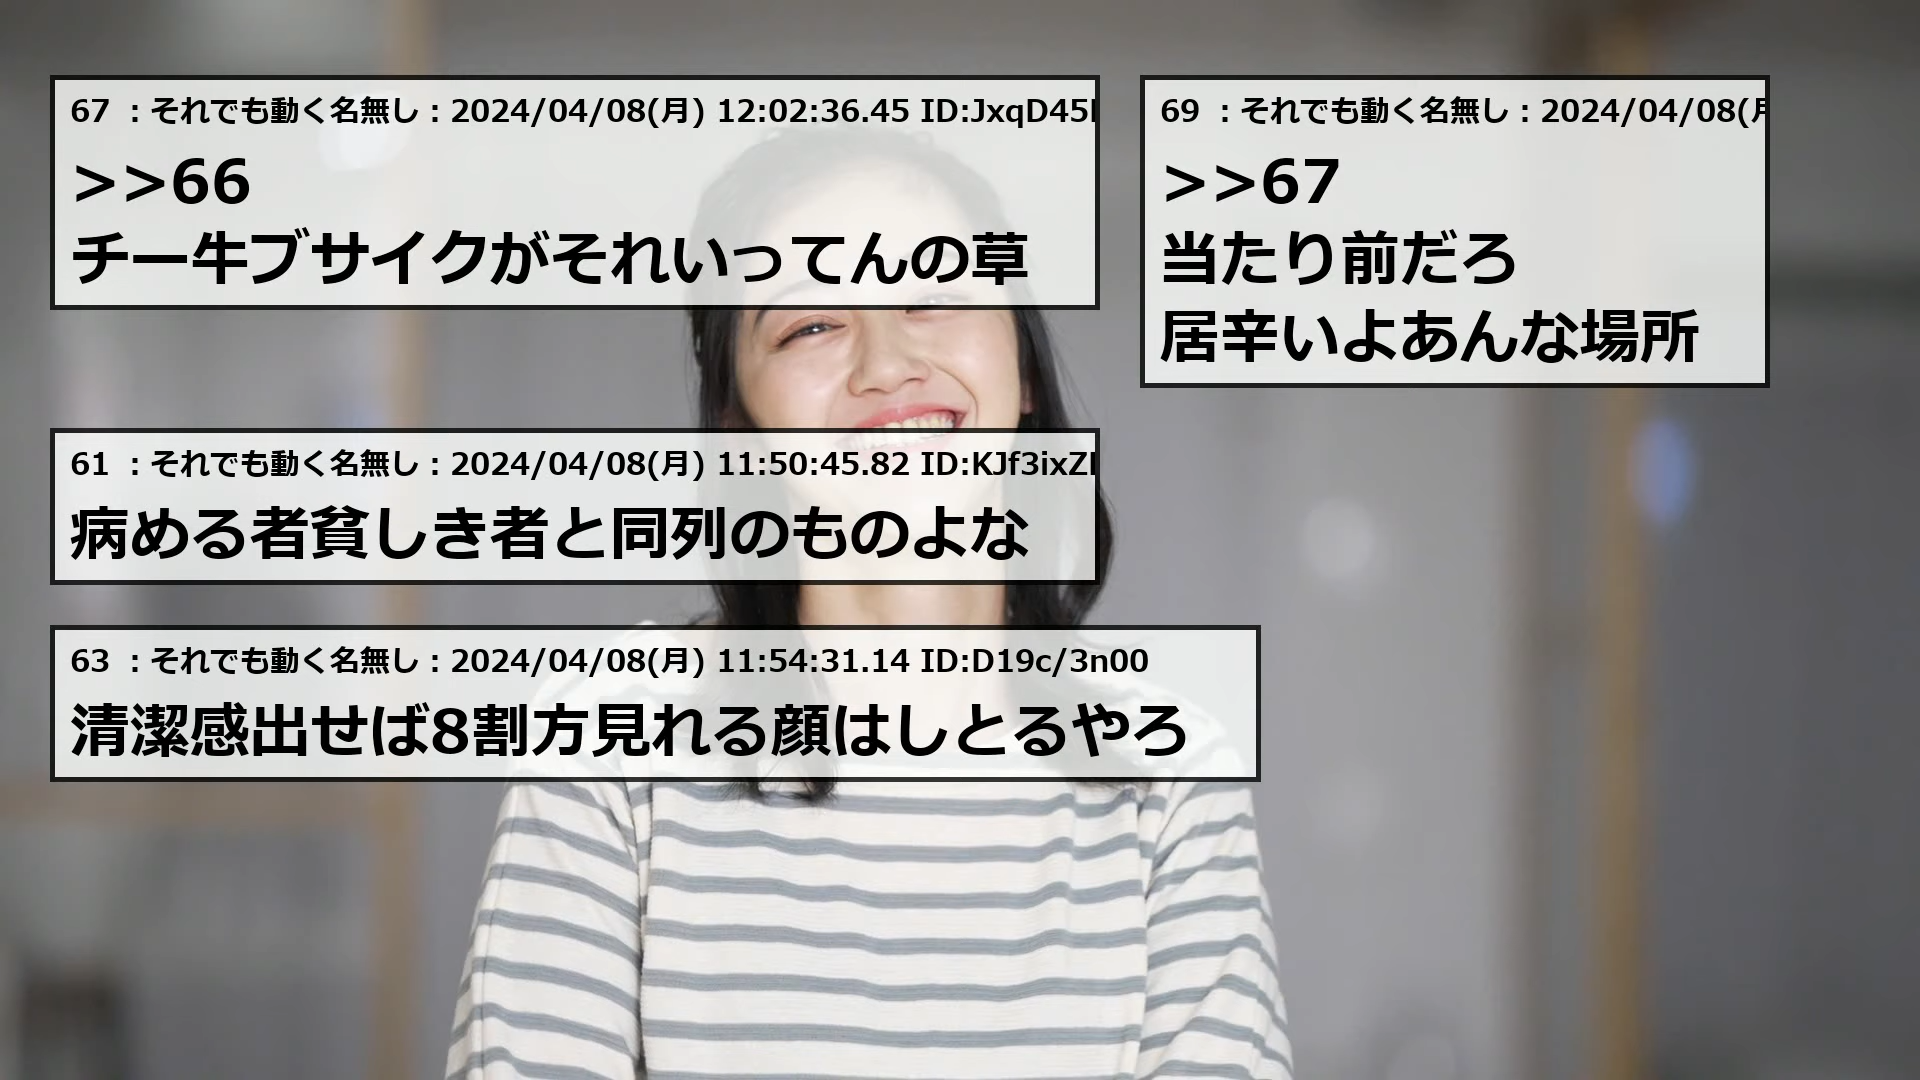 67 ：それでも動く名無し：2024/04/08(月) 12:02:36.45 ID:JxqD45
>>66
チー牛ブサイクがそれいってんの草
69 ：それでも動く名無し：2024/04/08(月
>>67
当たり前だろ
居辛いよあんな場所
61 ：それでも動く名無し：2024/04/08(月) 11:50:45.82 ID:KJf3ixZ
病める者貧しき者と同列のものよな
63 ：それでも動く名無し：2024/04/08(月) 11:54:31.14 ID:D19c/3n00
清潔感出せば8割方見れる顔はしとるやろ